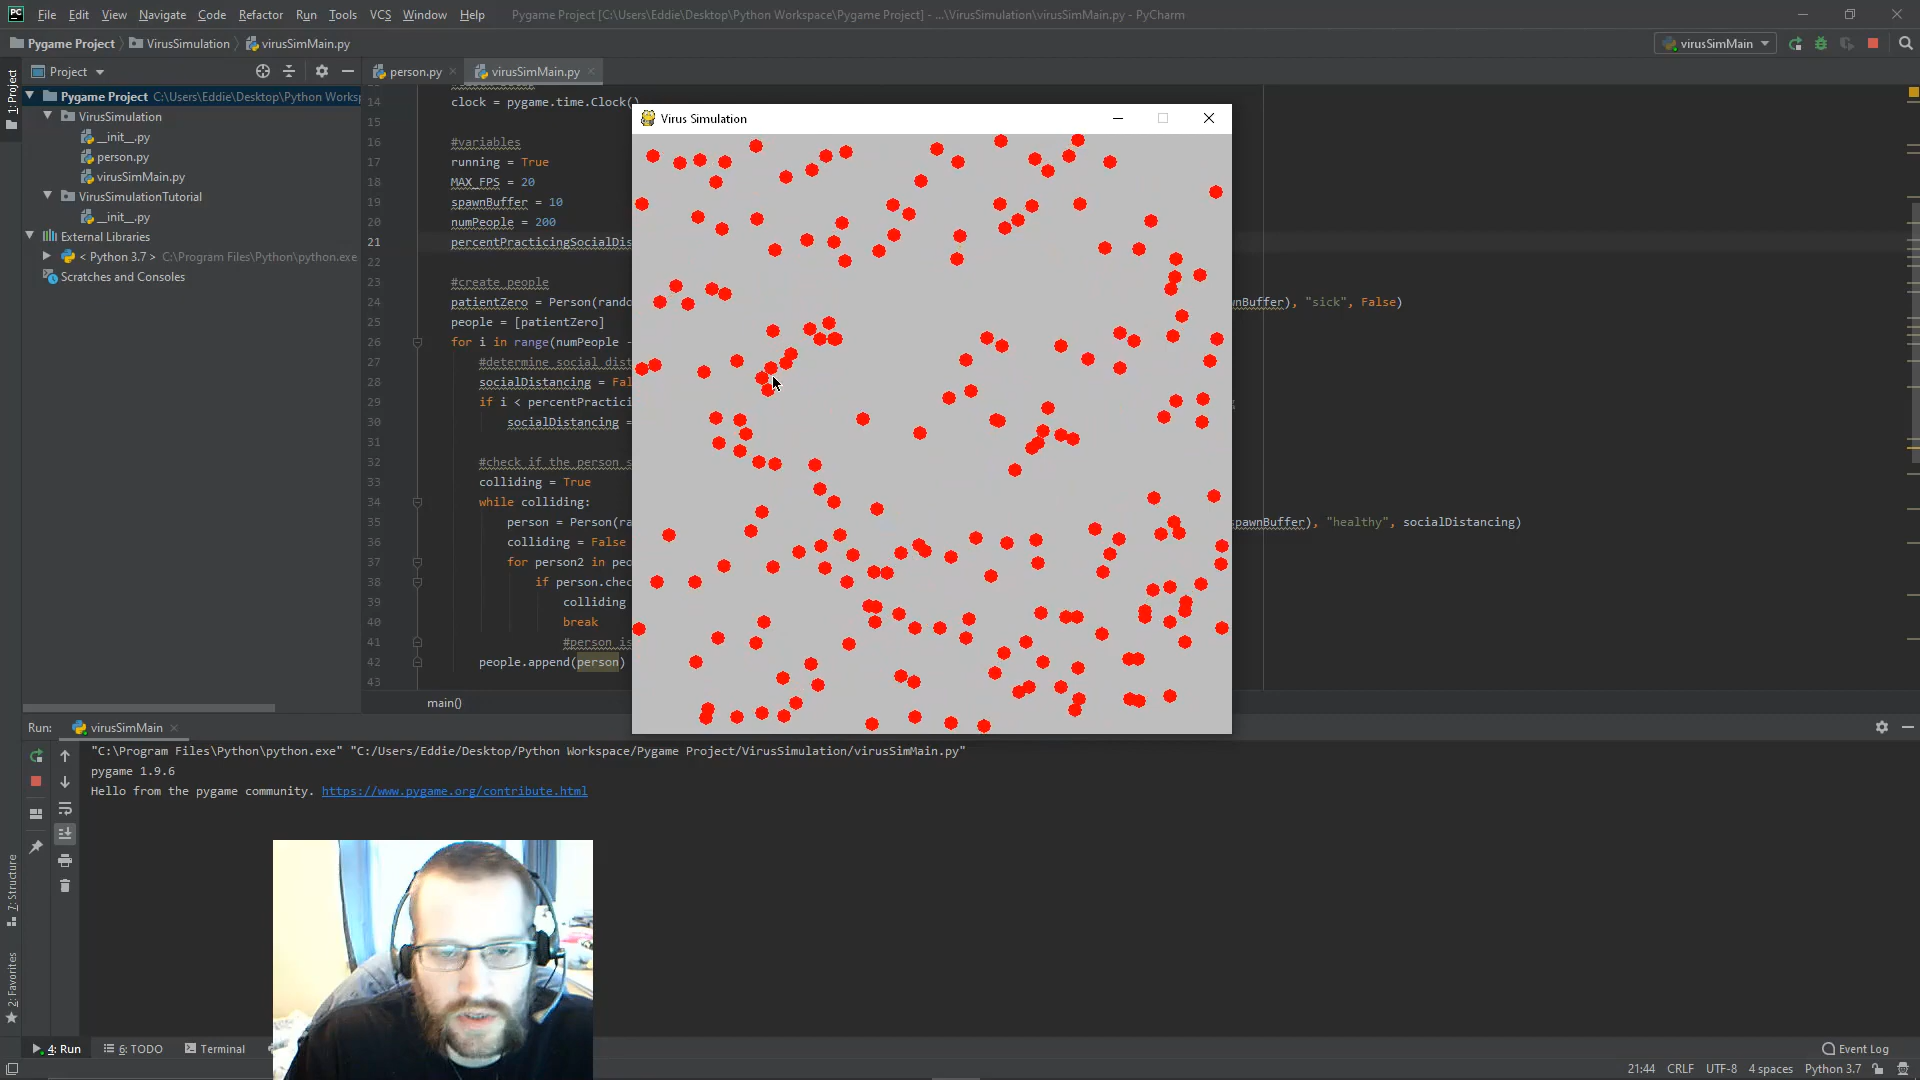 File Edit View Navigate Code Refactor Run Tools VCS Window Help Pygame Project [C:\Users\Eddie\Desktop\Python Workspace\Pygame Project] - ...\VirusSimulation\virusSimMain.py - PyCharm
Pygame Project VirusSimulation virusSimMain.py virusSimMain
1: Project
Project person.py virusSimMain.py
Pygame Project C:\Users\Eddie\Desktop\Python Worksp
VirusSimulation
__init__.py
person.py
virusSimMain.py
VirusSimulationTutorial
__init__.py
External Libraries
< Python 3.7 > C:\Program Files\Python\python.exe
Scratches and Consoles
14 clock = pygame.time.Clock()
15
16 #variables
17 running = True
18 MAX_FPS = 20
19 spawnBuffer = 10
20 numPeople = 200
21 percentPracticingSocialDis
22
23 #create people
24 patientZero = Person(rando nBuffer), "sick", False)
25 people = [patientZero]
26 for i in range(numPeople -
27 #determine social dist
28 socialDistancing = Fal
29 if i < percentPractici
30 socialDistancing =
31
32 #check if the person s
33 colliding = True
34 while colliding:
35 person = Person(ra spawnBuffer), "healthy", socialDistancing)
36 colliding = False
37 for person2 in peo
38 if person.chec
39 colliding
40 break
41 #person is
42 people.append(person)
43
main()
Virus Simulation
Run: virusSimMain
"C:\Program Files\Python\python.exe" "C:/Users/Eddie/Desktop/Python Workspace/Pygame Project/VirusSimulation/virusSimMain.py"
pygame 1.9.6
Hello from the pygame community. https://www.pygame.org/contribute.html
7: Structure
2: Favorites
4: Run 6: TODO Terminal Event Log
21:44 CRLF UTF-8 4 spaces Python 3.7